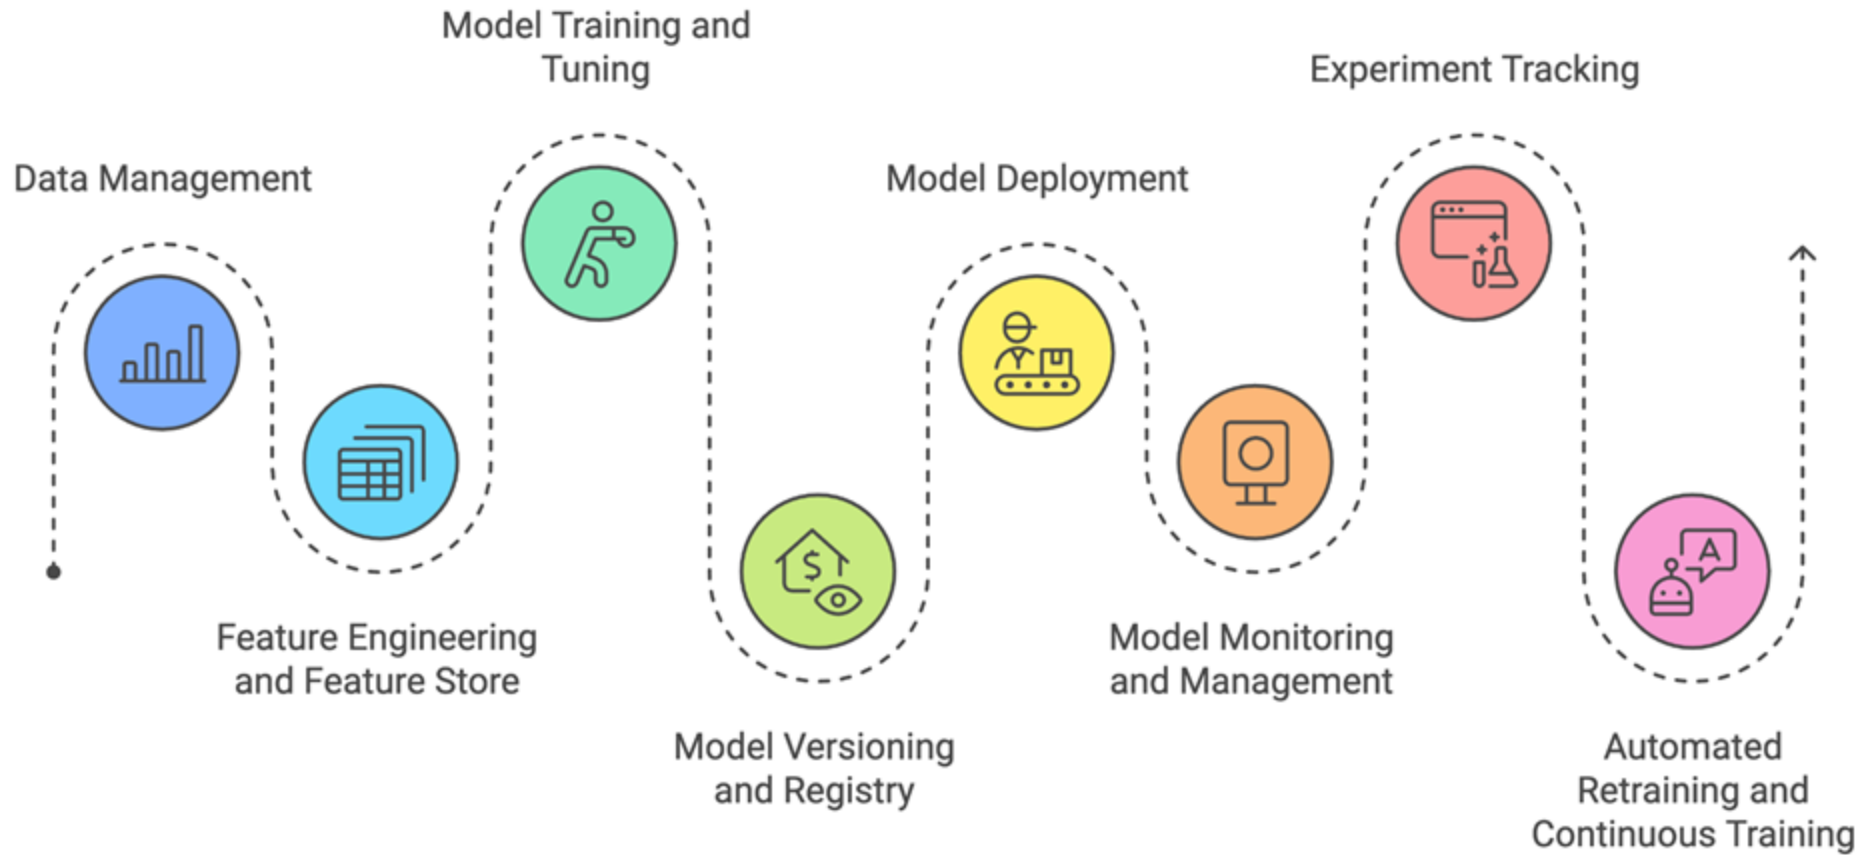 Data Management
Feature Engineering
and Feature Store
Model Training and
Tuning
Model Versioning
and Registry
$
Model Deployment
Model Monitoring
and Management
Experiment Tracking
A
Automated
Retraining and
Continuous Training